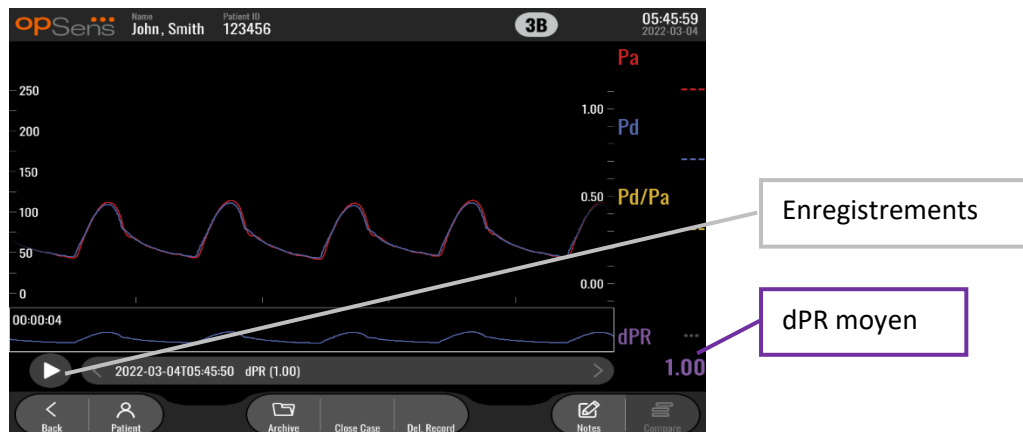 opSens
Name
John, Smith
Patient ID
123456
3B
05:45:59
2022-03-04
Pa
---
250
200
150
100
50
0
1.00
0.50
0.00
Pd
---
Pd/Pa
00:00:04
dPR
---
1.00
2022-03-04T05:45:50 dPR (1.00)
Back
Patient
Archive
Close Case
Del. Record
Notes
Compare
Enregistrements
dPR moyen